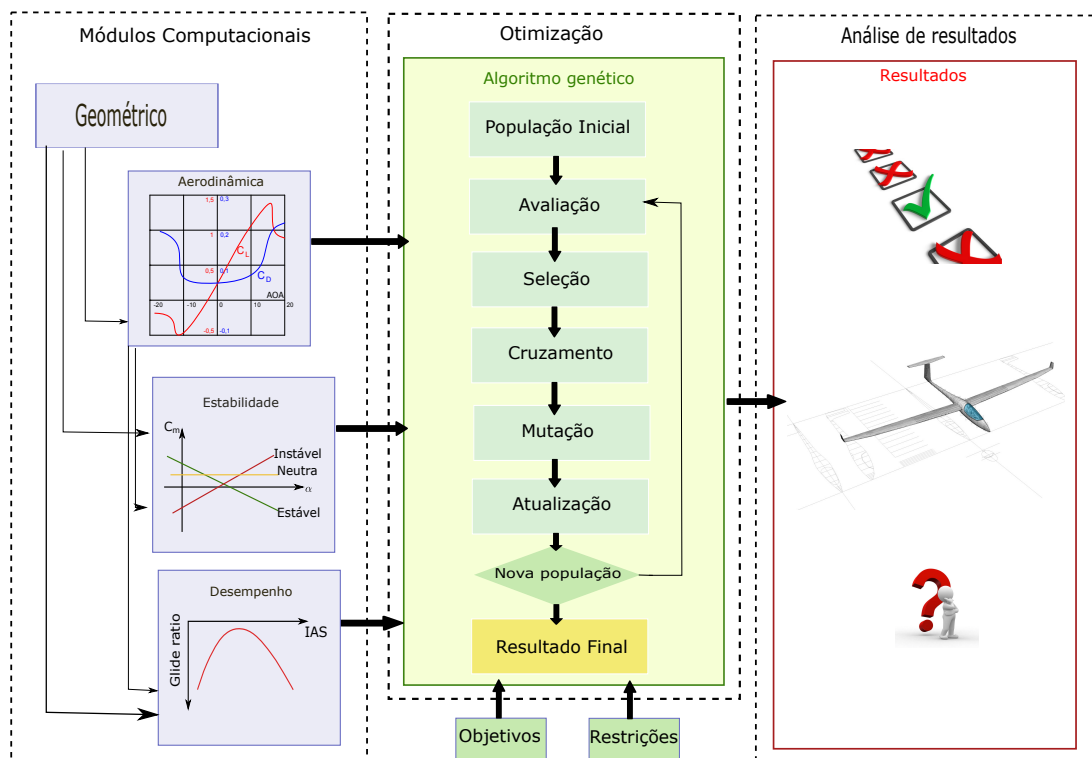 Módulos Computacionais
Geométrico
Aerodinâmica
1,5 0,3
1 0,2
C_L
0,5 0,1
C_D
AOA
-20 -10 0 10 20
-0,5 -0,1
Estabilidade
C_m
Instável
Neutra
α
Estável
Desempenho
Glide ratio
IAS
Otimização
Algoritmo genético
População Inicial
Avaliação
Seleção
Cruzamento
Mutação
Atualização
Nova população
Resultado Final
Objetivos
Restrições
Análise de resultados
Resultados